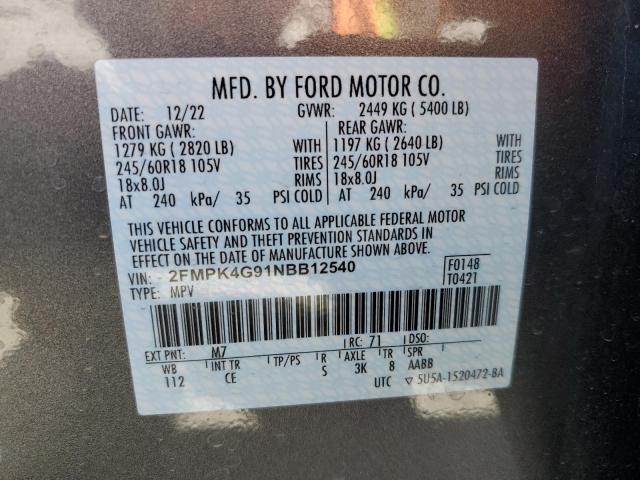 MFD. BY FORD MOTOR CO.
DATE: 12/22 GVWR: 2449 KG ( 5400 LB)
FRONT GAWR: REAR GAWR:
1279 KG ( 2820 LB) WITH 1197 KG ( 2640 LB) WITH
245/60R18 105V TIRES 245/60R18 105V TIRES
18x8.0J RIMS 18x8.0J RIMS
AT 240 kPa/ 35 PSI COLD AT 240 kPa/ 35 PSI COLD
THIS VEHICLE CONFORMS TO ALL APPLICABLE FEDERAL MOTOR
VEHICLE SAFETY AND THEFT PREVENTION STANDARDS IN
EFFECT ON THE DATE OF MANUFACTURE SHOWN ABOVE.
VIN: 2FMPK4G91NBB12540 F0148
TYPE: MPV T0421
EXT PNT: M7 RC: 71 DSO:
WB INT TR TP/PS R AXLE TR SPR
112 CE S 3K 8 AABB
UTC ▽ 5U5A-1520472-BA